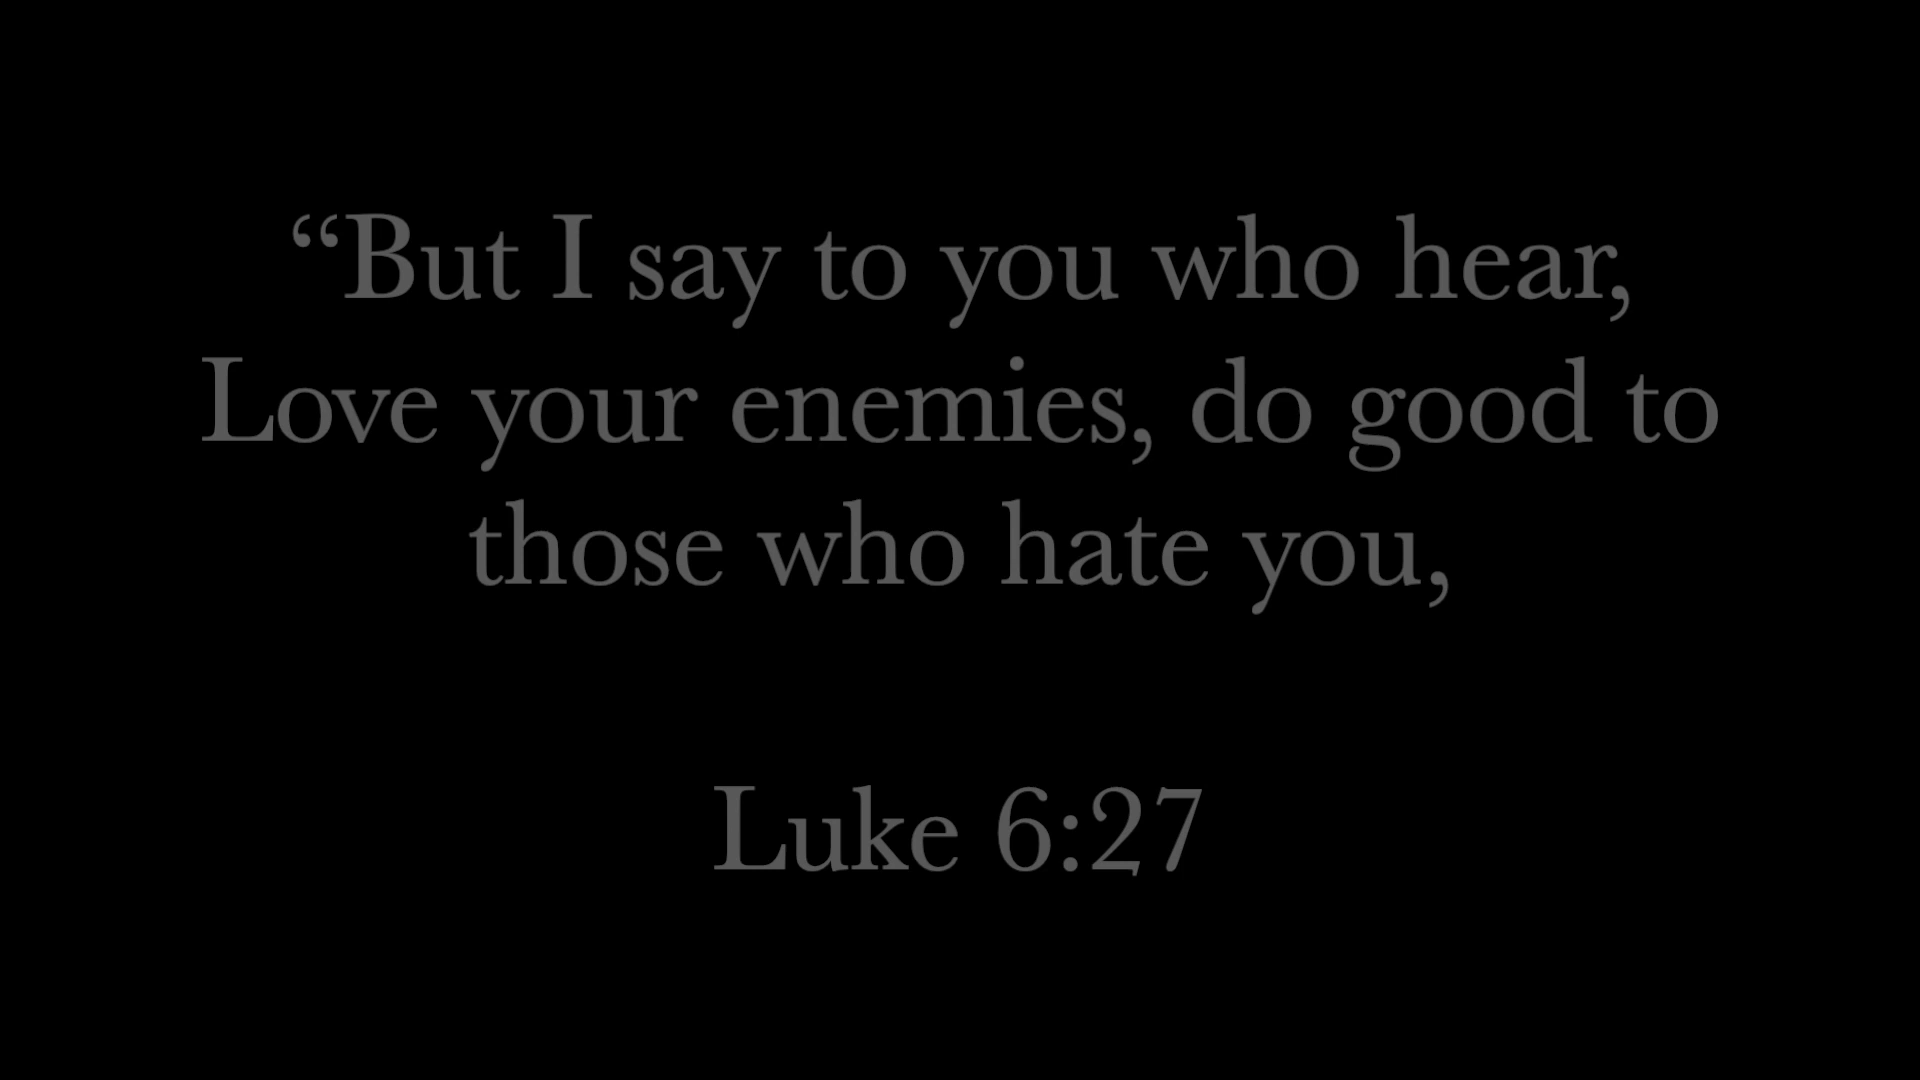 “But I say to you who hear,
Love your enemies, do good to
those who hate you,
Luke 6:27